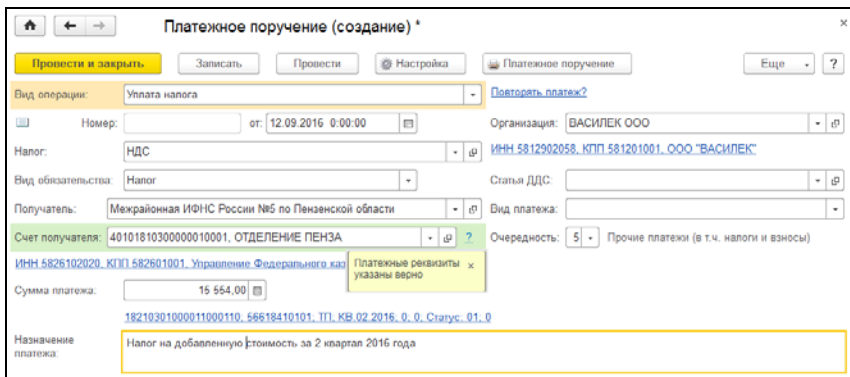 Платежное поручение (создание) *
Провести и закрыть Записать Провести Настройка Платежное поручение Еще ?
Вид операции: Уплата налога Повторять платеж?
Номер: от: 12.09.2016 0:00:00 Организация: ВАСИЛЕК ООО
Налог: НДС ИНН 5812902058, КПП 581201001, ООО "ВАСИЛЕК"
Вид обязательства: Налог Статья ДДС:
Получатель: Межрайонная ИФНС России №5 по Пензенской области Вид платежа:
Счет получателя: 40101810300000010001, ОТДЕЛЕНИЕ ПЕНЗА ? Очередность: 5 Прочие платежи (в т.ч. налоги и взносы)
ИНН 5826102020, КПП 582601001, Управление Федерального каз Платежные реквизиты x
указаны верно
Сумма платежа: 15 554,00
18210301000011000110, 56618410101, ТП, КВ.02.2016, 0, 0, Статус: 01, 0
Назначение
платежа: Налог на добавленную стоимость за 2 квартал 2016 года